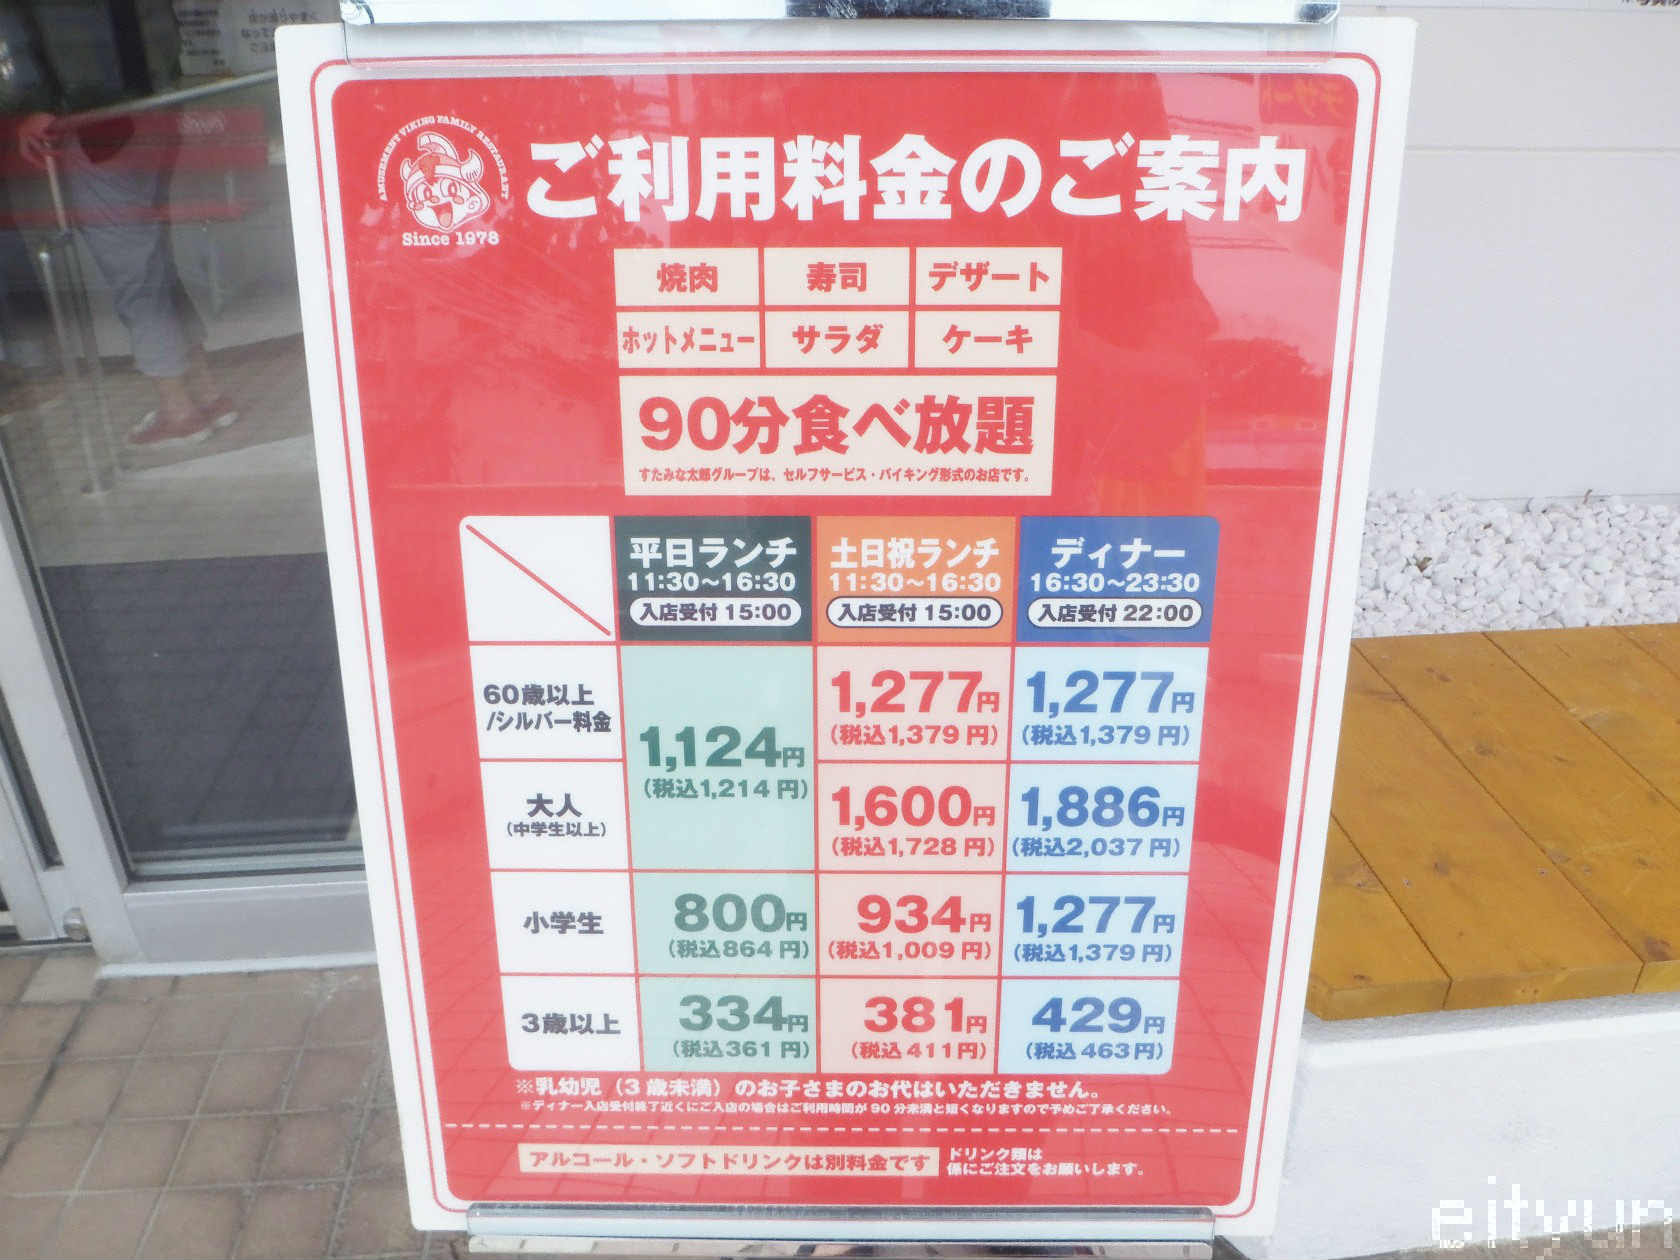 AMUSEMENT VIKING FAMILY RESTAURANT
Since 1978
ご利用料金のご案内
焼肉 寿司 デザート
ホットメニュー サラダ ケーキ
90分食べ放題
すたみな太郎グループは、セルフサービス・バイキング形式のお店です。
平日ランチ 土日祝ランチ ディナー
11:30～16:30 11:30～16:30 16:30～23:30
入店受付 15:00 入店受付 15:00 入店受付 22:00
60歳以上
/シルバー料金
1,124円
(税込1,214円)
1,277円
(税込1,379円)
1,277円
(税込1,379円)
大人
(中学生以上)
1,600円
(税込1,728円)
1,886円
(税込2,037円)
小学生
800円
(税込864円)
934円
(税込1,009円)
1,277円
(税込1,379円)
3歳以上
334円
(税込361円)
381円
(税込411円)
429円
(税込463円)
※乳幼児（3歳未満）のお子さまのお代はいただきません。
※ディナー入店受付終了近くにご入店の場合はご利用時間が90分未満と短くなりますので予めご了承ください。
アルコール・ソフトドリンクは別料金です
ドリンク類は
係にご注文をお願いします。
eityun